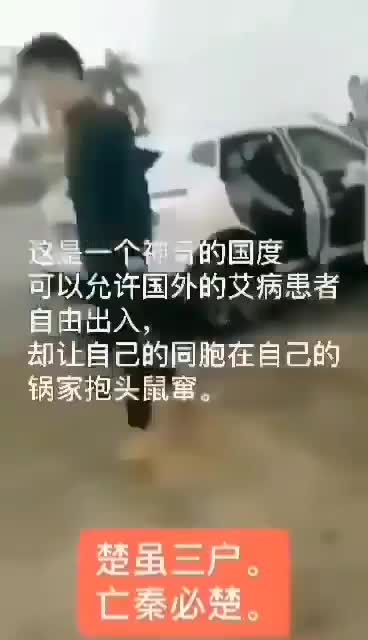 这是一个神奇的国度
可以允许国外的艾病患者
自由出入，
却让自己的同胞在自己的
锅家抱头鼠窜。
楚虽三户。
亡秦必楚。